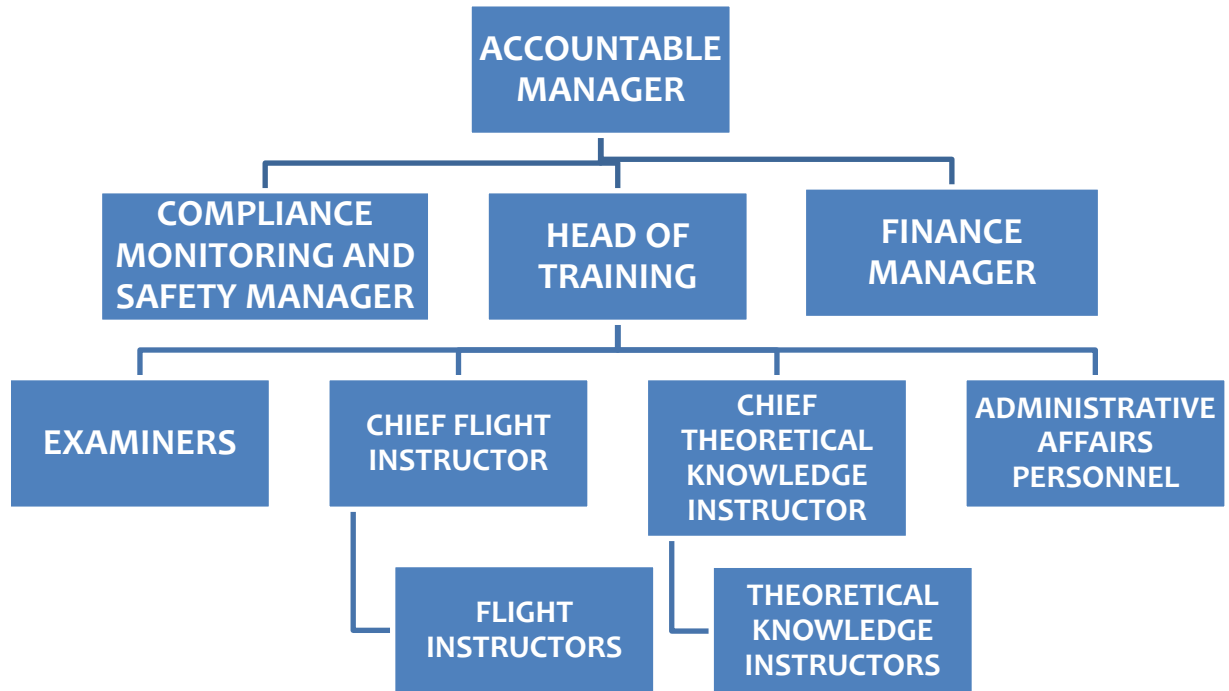 ACCOUNTABLE
MANAGER
COMPLIANCE
MONITORING AND
SAFETY MANAGER
HEAD OF
TRAINING
FINANCE
MANAGER
EXAMINERS
CHIEF FLIGHT
INSTRUCTOR
CHIEF
THEORETICAL
KNOWLEDGE
INSTRUCTOR
ADMINISTRATIVE
AFFAIRS
PERSONNEL
FLIGHT
INSTRUCTORS
THEORETICAL
KNOWLEDGE
INSTRUCTORS